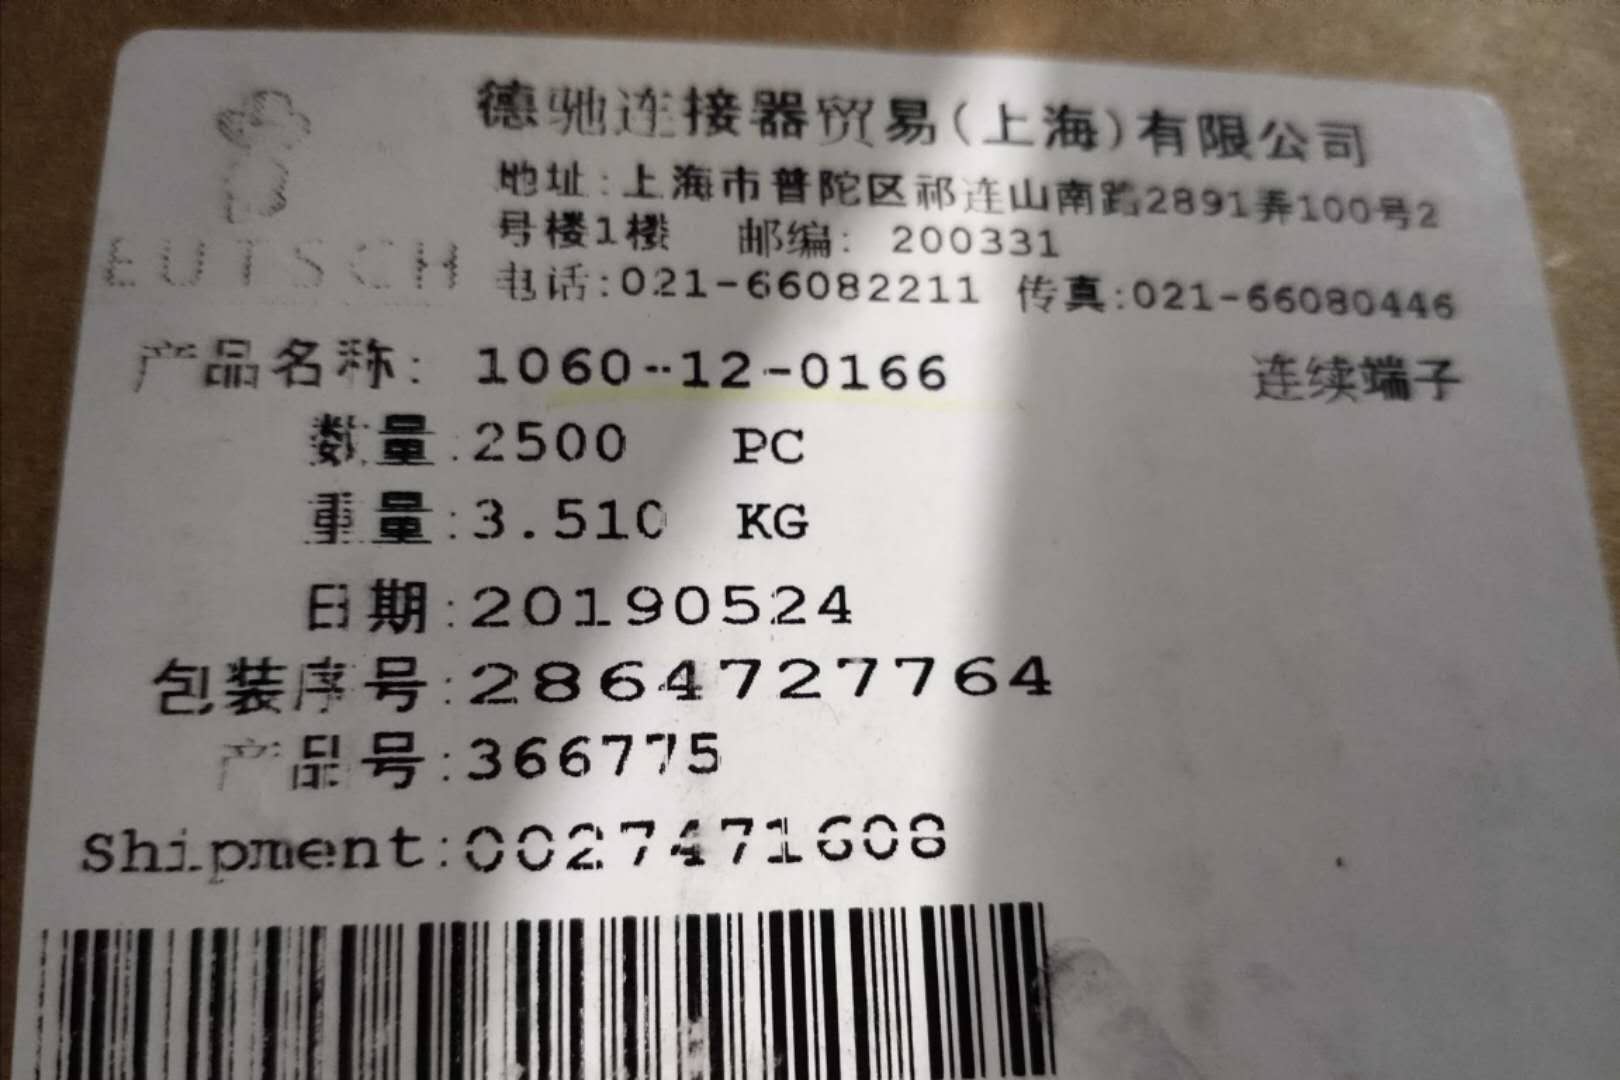 德驰连接器贸易(上海)有限公司
地址:上海市普陀区祁连山南路2891弄100号2
号楼1楼 邮编: 200331
EUTSCH
电话:021-66082211 传真:021-66080446
产品名称: 1060-12-0166 连续端子
数量:2500 PC
重量:3.510 KG
日期:20190524
包装序号:2864727764
产品号:366775
Shipment:0027471608